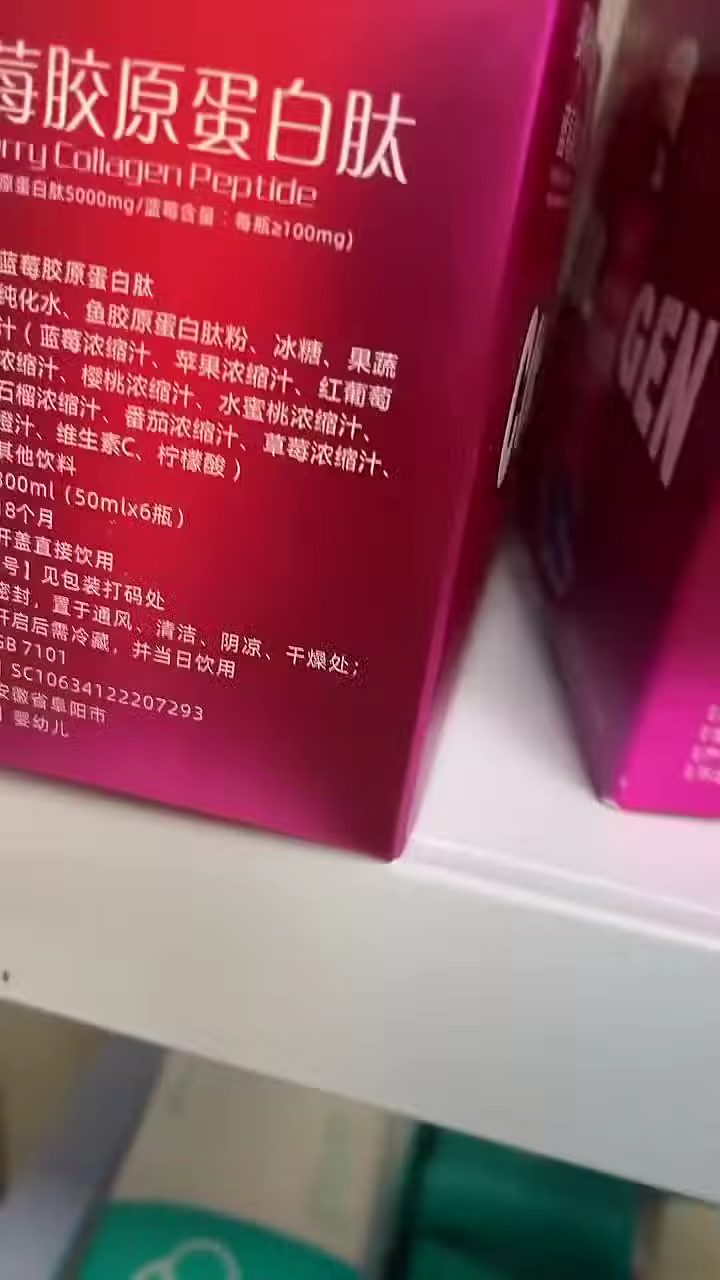 莓胶原蛋白肽
rry Collagen Peptide
原蛋白肽5000mg/蓝莓含量:每瓶≥100mg)
蓝莓胶原蛋白肽
纯化水、鱼胶原蛋白肽粉、冰糖、果蔬
汁(蓝莓浓缩汁、苹果浓缩汁、红葡萄
浓缩汁、樱桃浓缩汁、水蜜桃浓缩汁、
石榴浓缩汁、番茄浓缩汁、草莓浓缩汁、
橙汁、维生素C、柠檬酸)
其他饮料
300ml(50mlx6瓶)
18个月
开盖直接饮用
号】见包装打码处
密封,置于通风、清洁、阴凉、干燥处;
开启后需冷藏,并当日饮用
GB 7101
】SC10634122207293
安徽省阜阳市
】婴幼儿
GEN